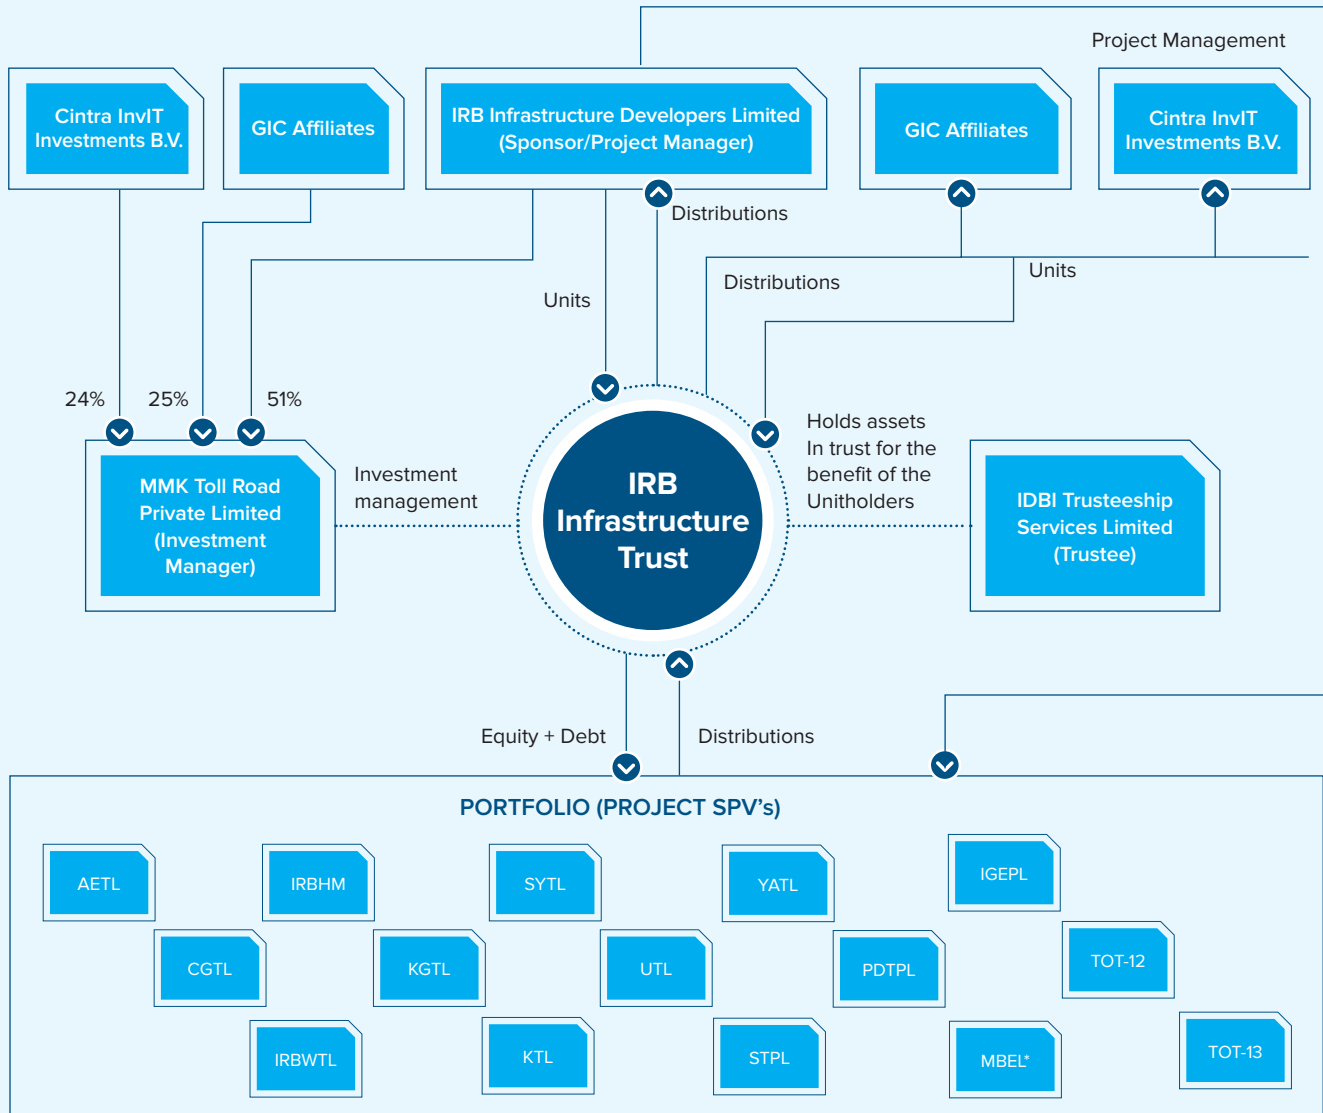 Project Management
Cintra InvIT
Investments B.V.
GIC Affiliates
IRB Infrastructure Developers Limited
(Sponsor/Project Manager)
GIC Affiliates
Cintra InvIT
Investments B.V.
Distributions
Units
Distributions
Units
24%
25%
51%
MMK Toll Road
Private Limited
(Investment
Manager)
Investment
management
IRB
Infrastructure
Trust
Holds assets
In trust for the
benefit of the
Unitholders
IDBI Trusteeship
Services Limited
(Trustee)
Equity + Debt
Distributions
PORTFOLIO (PROJECT SPV's)
AETL
IRBHM
SYTL
YATL
IGEPL
CGTL
KGTL
UTL
PDTPL
TOT-12
IRBWTL
KTL
STPL
MBEL*
TOT-13